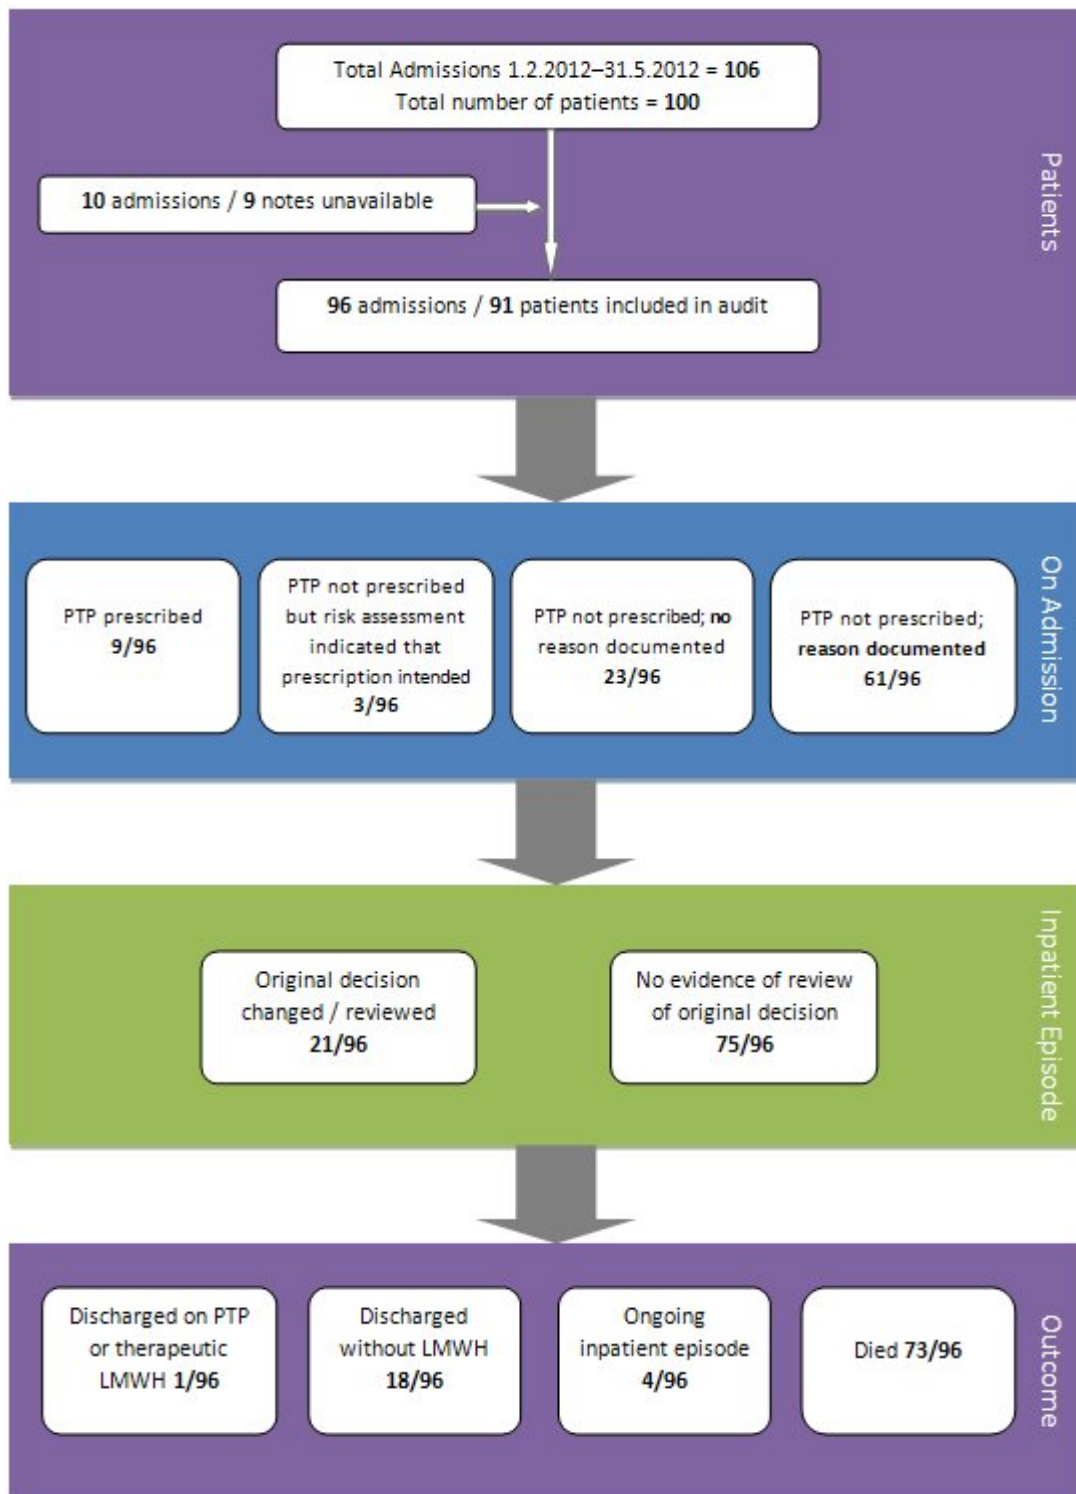 Total Admissions 1.2.2012–31.5.2012 = 106
Total number of patients = 100
10 admissions / 9 notes unavailable
96 admissions / 91 patients included in audit
Patients
PTP prescribed
9/96
PTP not prescribed
but risk assessment
indicated that
prescription intended
3/96
PTP not prescribed; no
reason documented
23/96
PTP not prescribed;
reason documented
61/96
On Admission
Original decision
changed / reviewed
21/96
No evidence of review
of original decision
75/96
Inpatient Episode
Discharged on PTP
or therapeutic
LMWH 1/96
Discharged
without LMWH
18/96
Ongoing
inpatient episode
4/96
Died 73/96
Outcome